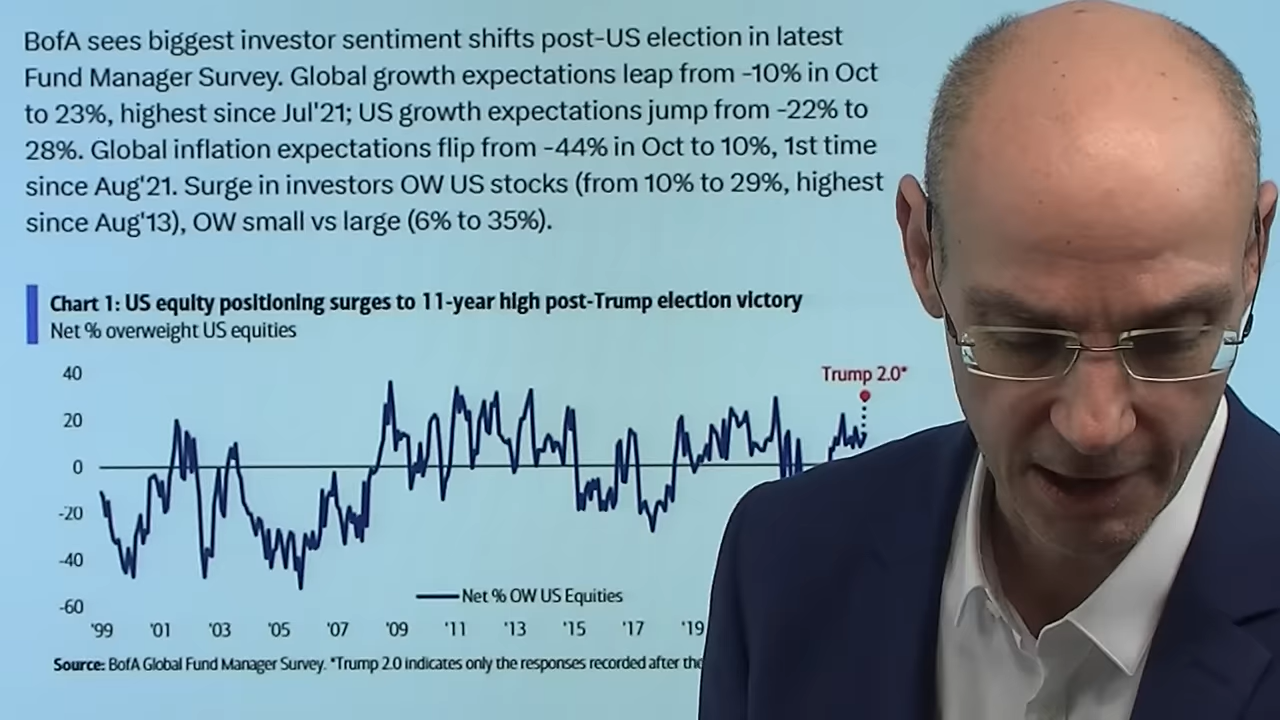 BofA sees biggest investor sentiment shifts post-US election in latest
Fund Manager Survey. Global growth expectations leap from -10% in Oct
to 23%, highest since Jul'21; US growth expectations jump from -22% to
28%. Global inflation expectations flip from -44% in Oct to 10%, 1st time
since Aug'21. Surge in investors OW US stocks (from 10% to 29%, highest
since Aug'13), OW small vs large (6% to 35%).
Chart 1: US equity positioning surges to 11-year high post-Trump election victory
Net % overweight US equities
Trump 2.0*
40
20
0
-20
-40
-60
Net % OW US Equities
'99 '01 '03 '05 '07 '09 '11 '13 '15 '17 '19
Source: BofA Global Fund Manager Survey. *Trump 2.0 indicates only the responses recorded after the